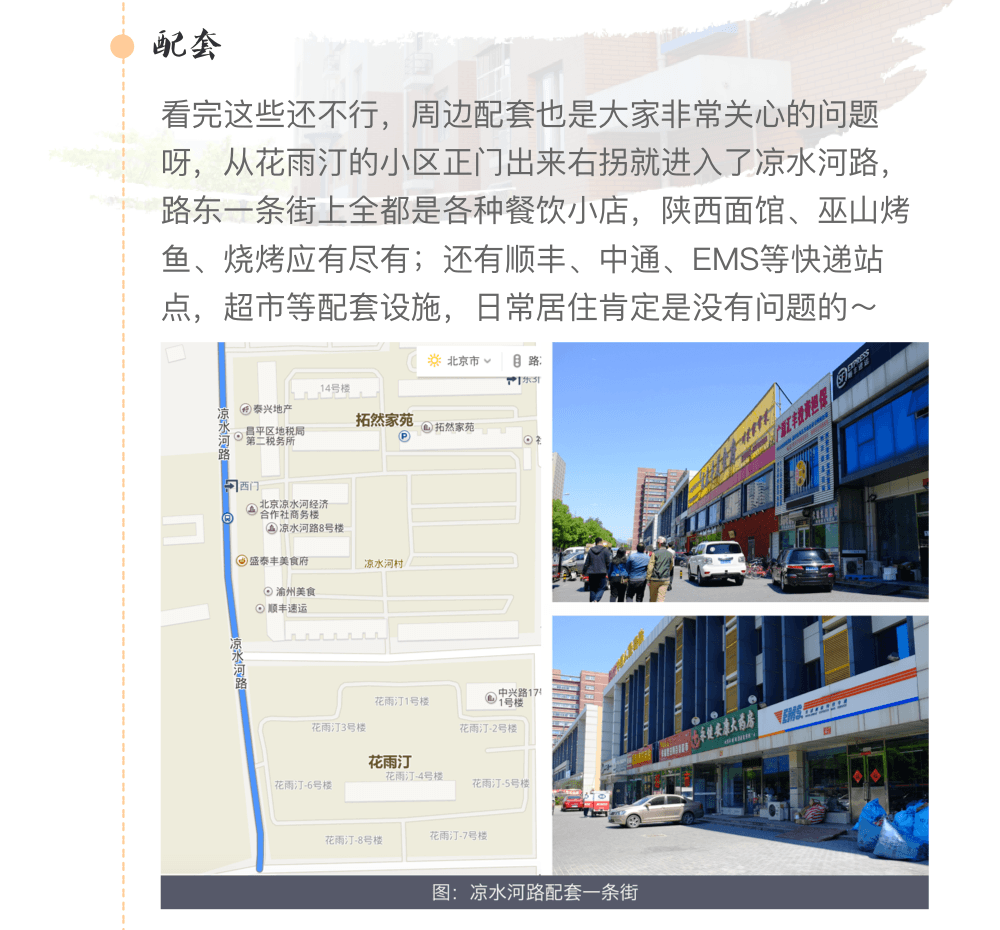 配套
看完这些还不行，周边配套也是大家非常关心的问题
呀，从花雨汀的小区正门出来右拐就进入了凉水河路，
路东一条街上全都是各种餐饮小店，陕西面馆、巫山烤
鱼、烧烤应有尽有；还有顺丰、中通、EMS等快递站
点，超市等配套设施，日常居住肯定是没有问题的～
北京市
路
14号楼
泰兴地产
拓然家苑
拓然家苑
P
凉水河路
昌平区地税局
第二税务所
西门
北京凉水河经济
合作社商务楼
凉水河路8号楼
盛泰丰美食府
凉水河村
渝州美食
顺丰速运
凉水河路
中兴路17
1号楼
花雨汀1号楼
花雨汀3号楼
花雨汀-2号楼
花雨汀
花雨汀-4号楼
花雨汀-6号楼
花雨汀-5号楼
花雨汀-8号楼
花雨汀-7号楼
SF EXPRESS
投资担保
EMS
永健安康大药店
图：凉水河路配套一条街